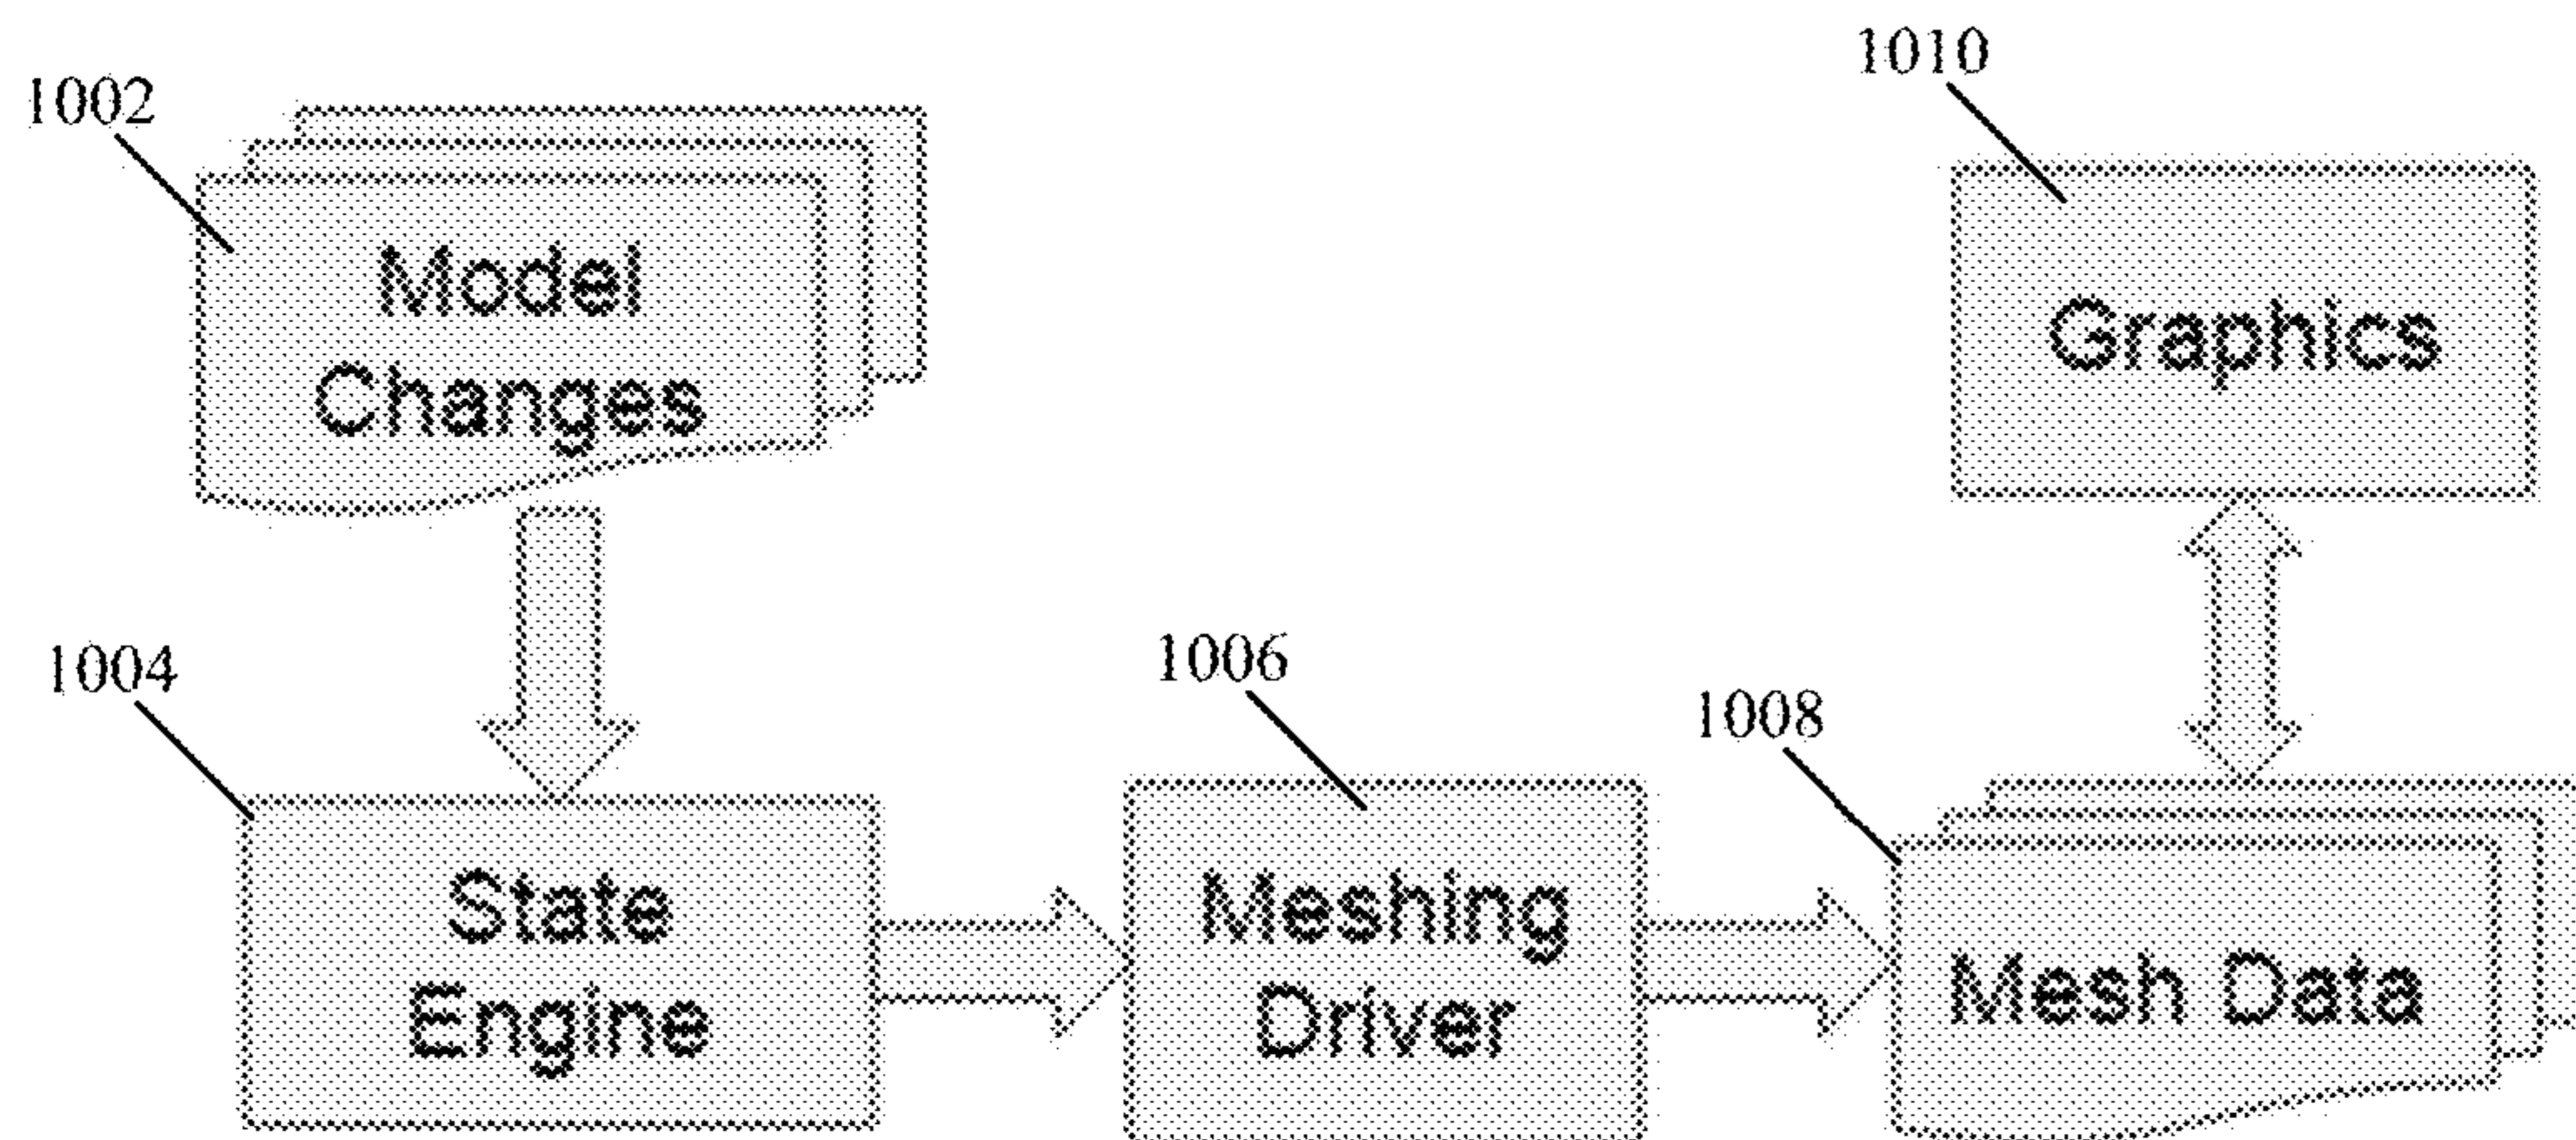 1002
Model
Changes
1010
Graphics
1004
State
Engine
1006
Meshing
Driver
1008
Mesh Data